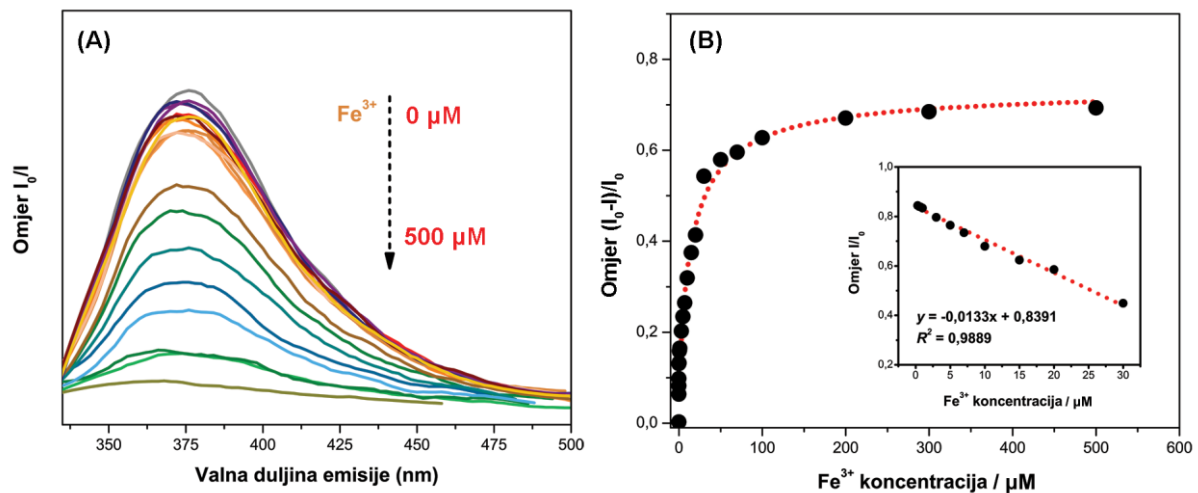 (A)
Omjer I₀/I
Fe³⁺
0 µM
500 µM
350
375
400
425
450
475
500
Valna duljina emisije (nm)
(B)
Omjer (I₀-I)/I₀
0,8
0,6
0,4
0,2
0,0
0
100
200
300
400
500
600
Fe³⁺ koncentracija / µM
Omjer I/I₀
1,0
0,8
0,6
0,4
0,2
y = -0,0133x + 0,8391
R² = 0,9889
0
5
10
15
20
25
30
Fe³⁺ koncentracija / µM